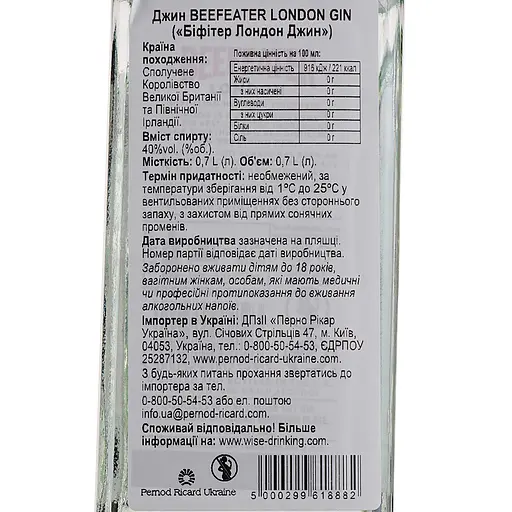 Джин BEEFEATER LONDON GIN
(«Біфітер Лондон Джин»)
Країна
походження:
Сполучене
Королівство
Великої Британії
та Північної
Ірландії.
Поживна цінність на 100 мл:
Енергетична цінність 915 кДж / 221 ккал
Жири 0 г
з них насичені 0 г
Вуглеводи 0 г
з них цукри 0 г
Білки 0 г
Сіль 0 г
Вміст спирту:
40%vol. (%об.).
Місткість: 0,7 L (л). Об'єм: 0,7 L (л).
Термін придатності: необмежений, за
температури зберігання від 1°C до 25°C у
вентильованих приміщеннях без стороннього
запаху, з захистом від прямих сонячних
променів.
Дата виробництва зазначена на пляшці.
Номер партії відповідає даті виробництва.
Заборонено вживати дітям до 18 років,
вагітним жінкам, особам, які мають медичні
чи професійні протипоказання до вживання
алкогольних напоїв.
Імпортер в Україні: ДПзІІ «Перно Рікар
Україна», вул. Січових Стрільців 47, м. Київ,
04053, Україна, тел.: 0-800-50-54-53, ЄДРПОУ
25287132, www.pernod-ricard-ukraine.com.
З будь-яких питань прохання звертатись до
імпортера за тел.
0-800-50-54-53 або ел. поштою
info.ua@pernod-ricard.com.
Споживай відповідально! Більше
інформації на: www.wise-drinking.com.
Pernod Ricard Ukraine
5 000299 618882